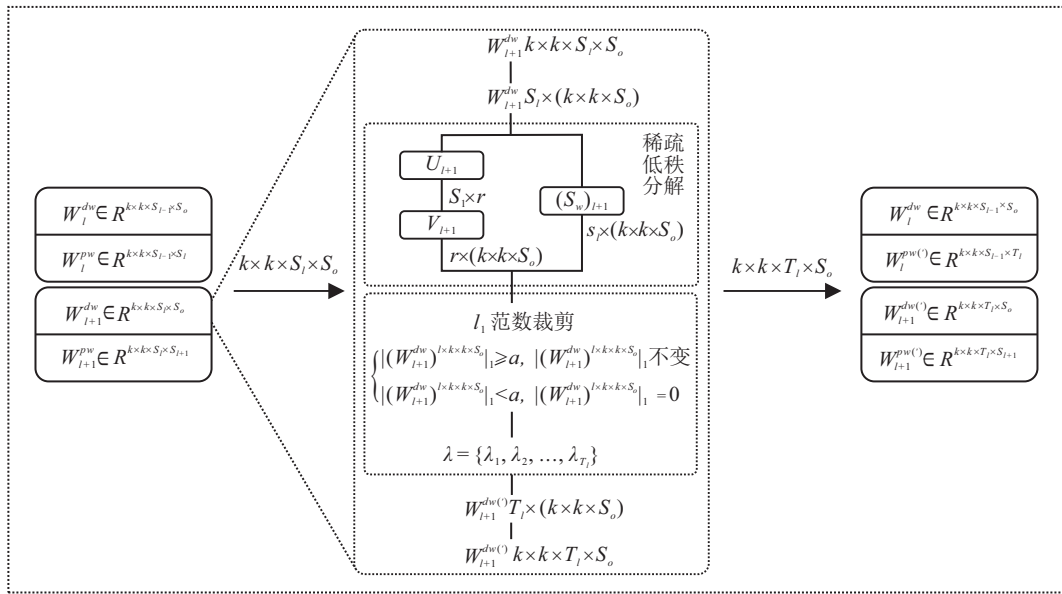 W_l^{dw} ∈ R^{k×k×S_{l-1}×S_o}
W_l^{pw} ∈ R^{k×k×S_{l-1}×S_l}
W_{l+1}^{dw} ∈ R^{k×k×S_l×S_o}
W_{l+1}^{pw} ∈ R^{k×k×S_l×S_{l+1}}
k×k×S_l×S_o
W_{l+1}^{dw} k×k×S_l×S_o
W_{l+1}^{dw} S_l×(k×k×S_o)
稀疏
低秩
分解
U_{l+1}
S_1×r
V_{l+1}
r×(k×k×S_o)
(S_w)_{l+1}
s_l×(k×k×S_o)
l_1 范数裁剪
|(W_{l+1}^{dw})^{l×k×k×S_o}|_1⩾a, |(W_{l+1}^{dw})^{l×k×k×S_o}|_1不变
|(W_{l+1}^{dw})^{l×k×k×S_o}|_1<a, |(W_{l+1}^{dw})^{l×k×k×S_o}|_1 =0
λ={λ_1, λ_2, ..., λ_{T_l}}
W_{l+1}^{dw(')} T_l×(k×k×S_o)
W_{l+1}^{dw(')} k×k×T_l×S_o
k×k×T_l×S_o
W_l^{dw} ∈ R^{k×k×S_{l-1}×S_o}
W_l^{pw(')} ∈ R^{k×k×S_{l-1}×T_l}
W_{l+1}^{dw(')} ∈ R^{k×k×T_l×S_o}
W_{l+1}^{pw(')} ∈ R^{k×k×T_l×S_{l+1}}